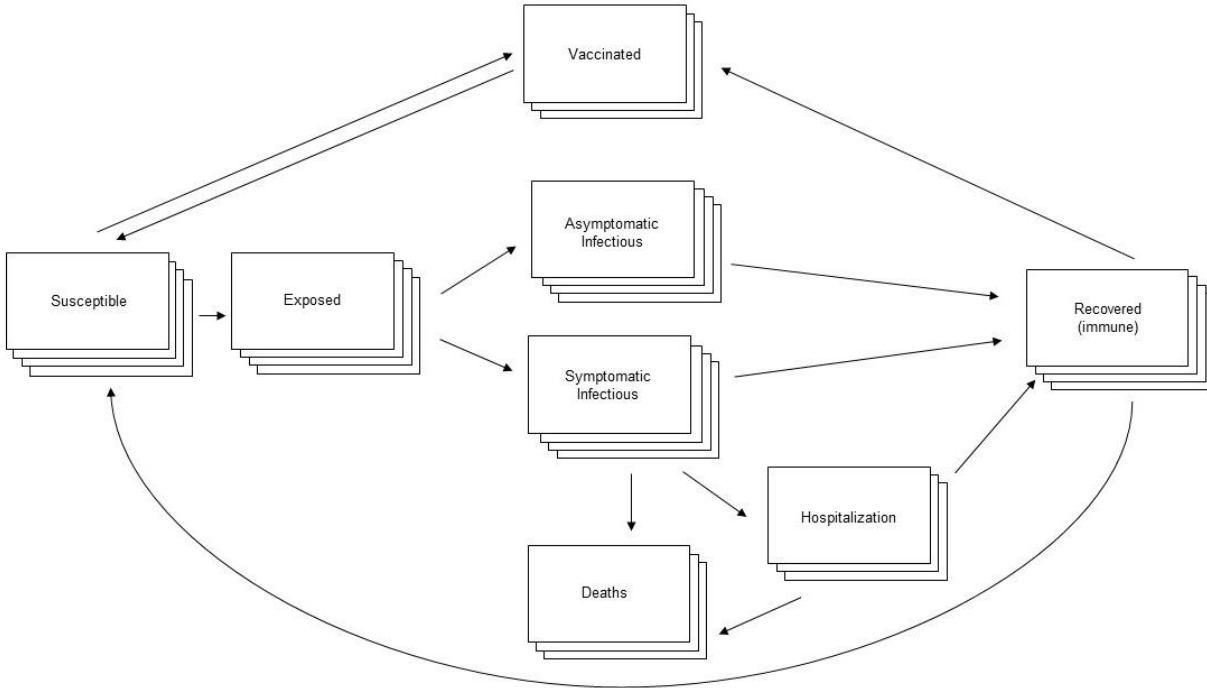 Vaccinated
Asymptomatic
Infectious
Susceptible
Exposed
Recovered
(immune)
Symptomatic
Infectious
Hospitalization
Deaths